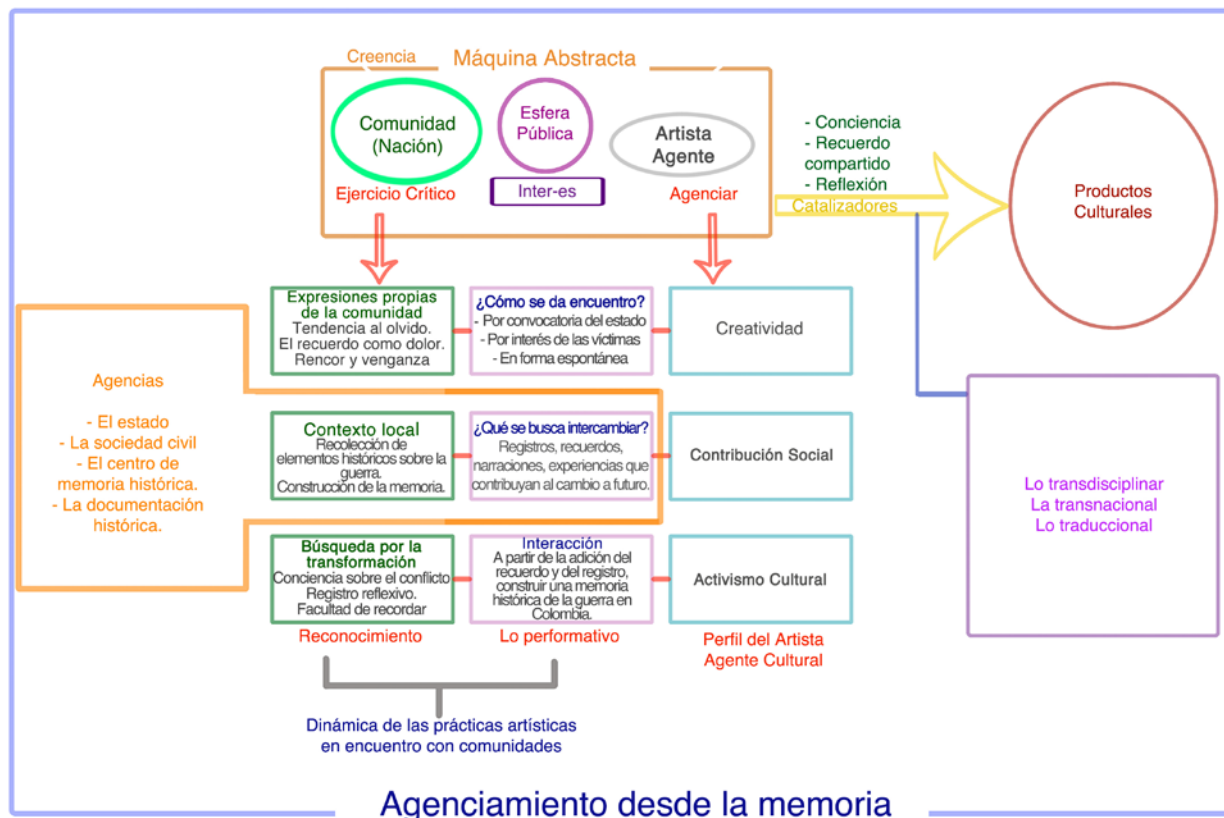 Creencia
Máquina Abstracta
Comunidad
(Nación)
Esfera
Pública
Artista
Agente
Ejercicio Crítico
Inter-es
Agenciar
- Conciencia
- Recuerdo
compartido
- Reflexión
Catalizadores
Productos
Culturales
Expresiones propias
de la comunidad
Tendencia al olvido.
El recuerdo como dolor.
Rencor y venganza
¿Cómo se da encuentro?
- Por convocatoria del estado
- Por interés de las víctimas
- En forma espontánea
Creatividad
Agencias
- El estado
- La sociedad civil
- El centro de
memoria histórica.
- La documentación
histórica.
Contexto local
Recolección de
elementos históricos sobre la
guerra.
Construcción de la memoria.
¿Qué se busca intercambiar?
Registros, recuerdos,
narraciones, experiencias que
contribuyan al cambio a futuro.
Contribución Social
Lo transdisciplinar
La transnacional
Lo traduccional
Búsqueda por la
transformación
Conciencia sobre el conflicto
Registro reflexivo.
Facultad de recordar
Interacción
A partir de la adición del
recuerdo y del registro,
construir una memoria
histórica de la guerra en
Colombia.
Activismo Cultural
Reconocimiento
Lo performativo
Perfil del Artista
Agente Cultural
Dinámica de las prácticas artísticas
en encuentro con comunidades
Agenciamiento desde la memoria